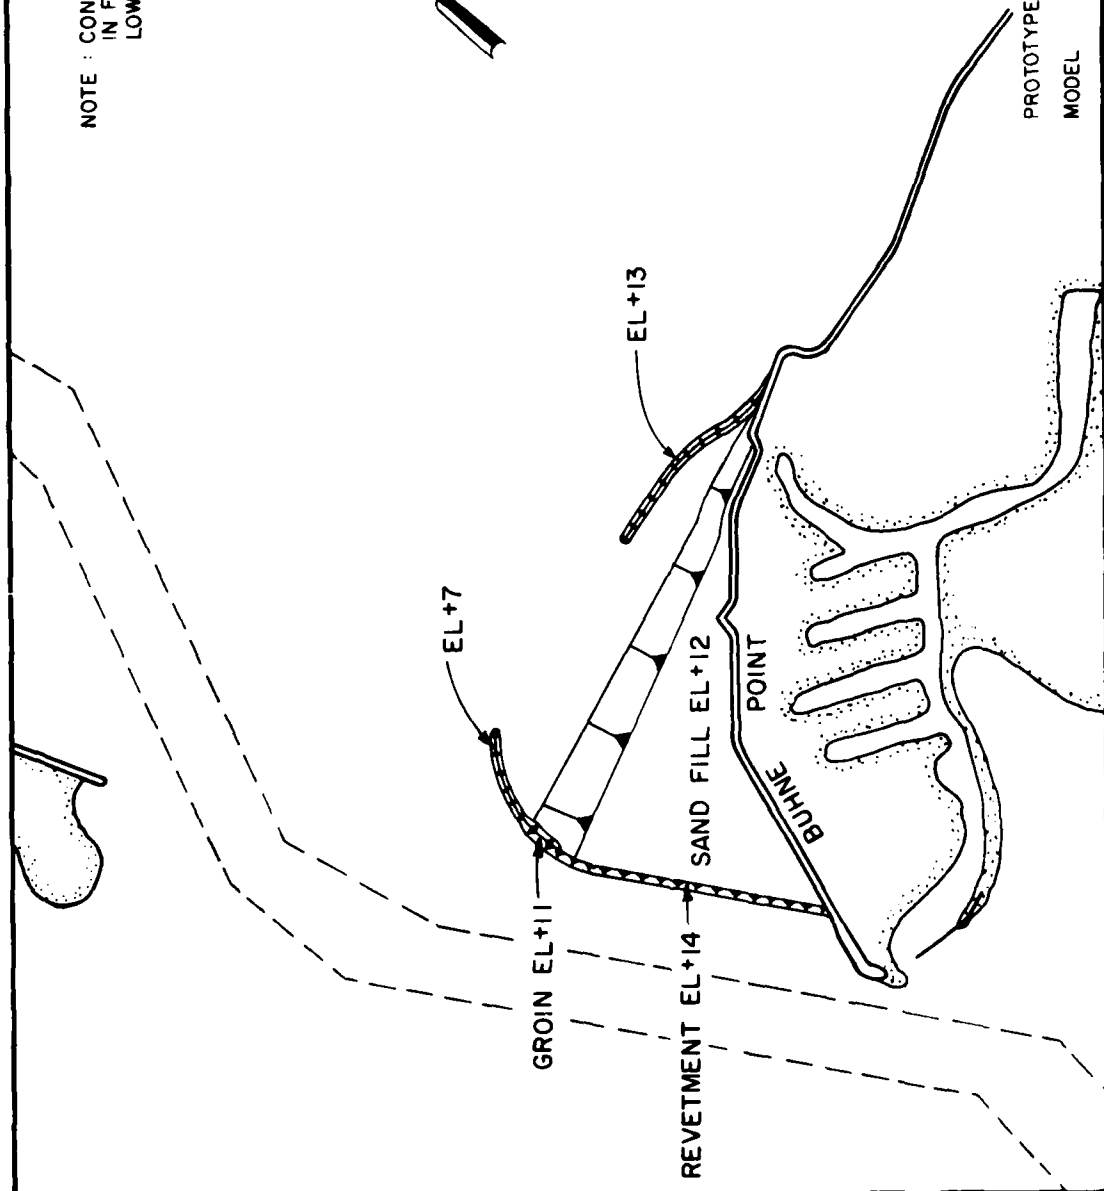 NOTE : CON
IN F
LOW
EL+13
EL+7
GROIN EL+11
REVETMENT EL+14
SAND FILL EL+12
BUHNE
POINT
PROTOTYPE
MODEL